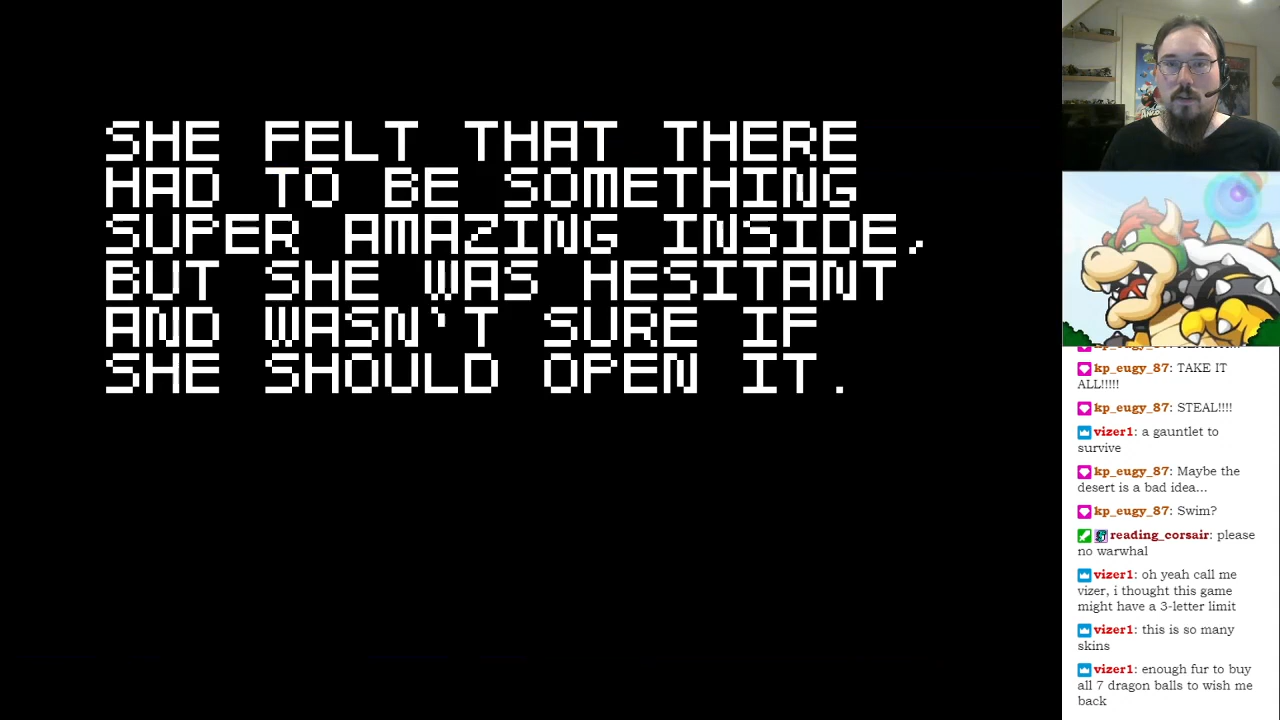 SHE FELT THAT THERE
HAD TO BE SOMETHING
SUPER AMAZING INSIDE,
BUT SHE WAS HESITANT
AND WASN'T SURE IF
SHE SHOULD OPEN IT.
kp_eugy_87: TAKE IT
ALL!!!!!
kp_eugy_87: STEAL!!!!
vizer1: a gauntlet to
survive
kp_eugy_87: Maybe the
desert is a bad idea...
kp_eugy_87: Swim?
reading_corsair: please
no warwhal
vizer1: oh yeah call me
vizer, i thought this game
might have a 3-letter limit
vizer1: this is so many
skins
vizer1: enough fur to buy
all 7 dragon balls to wish me
back